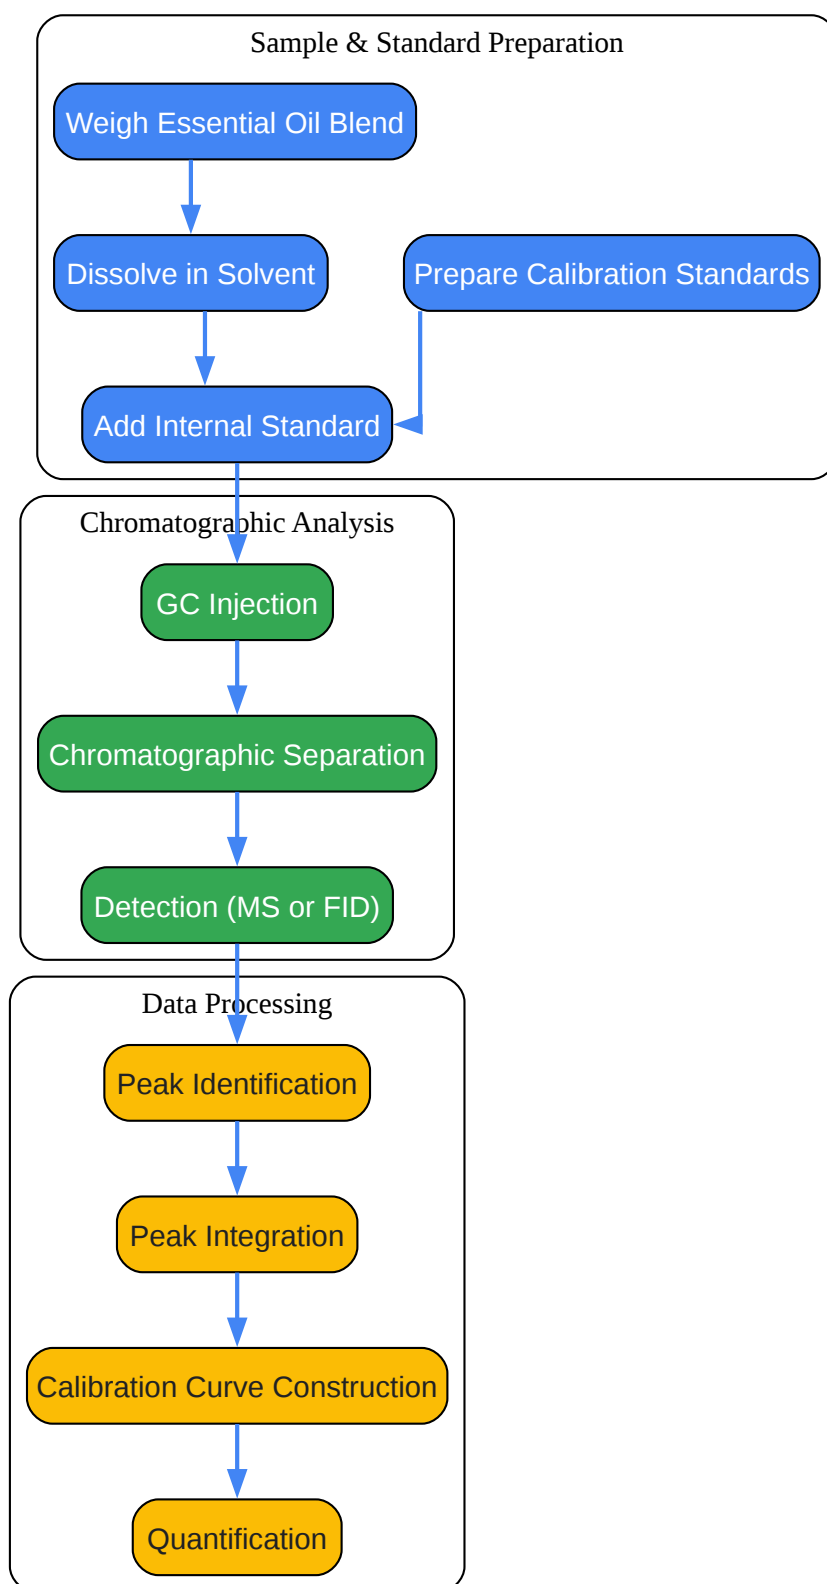 Sample & Standard Preparation
Weigh Essential Oil Blend
Dissolve in Solvent
Prepare Calibration Standards
Add Internal Standard
Chromatographic Analysis
GC Injection
Chromatographic Separation
Detection (MS or FID)
Data Processing
Peak Identification
Peak Integration
Calibration Curve Construction
Quantification